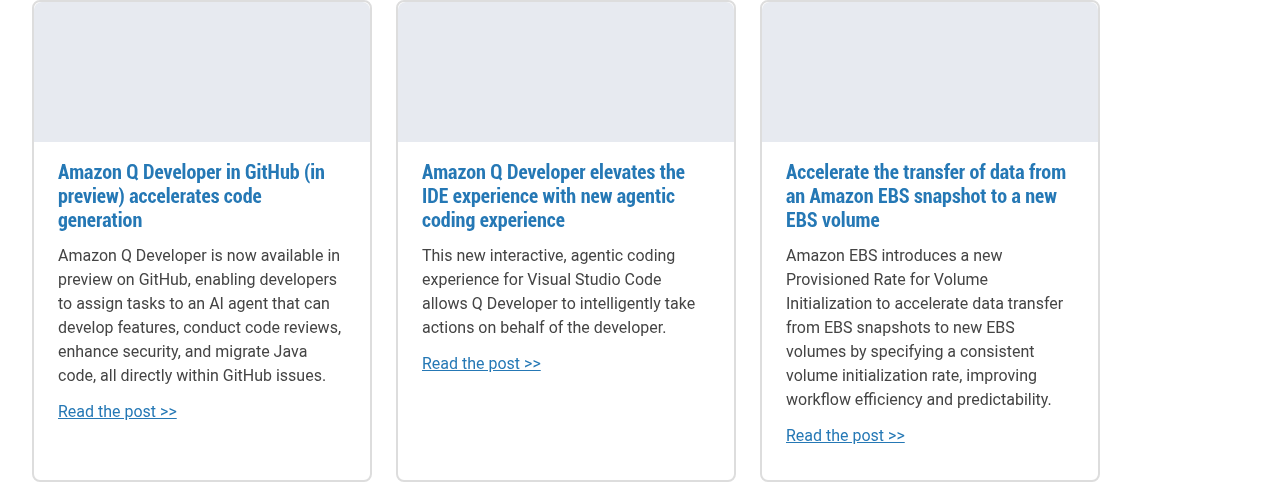 Amazon Q Developer in GitHub (in
preview) accelerates code
generation
Amazon Q Developer is now available in
preview on GitHub, enabling developers
to assign tasks to an AI agent that can
develop features, conduct code reviews,
enhance security, and migrate Java
code, all directly within GitHub issues.
Read the post >>
Amazon Q Developer elevates the
IDE experience with new agentic
coding experience
This new interactive, agentic coding
experience for Visual Studio Code
allows Q Developer to intelligently take
actions on behalf of the developer.
Read the post >>
Accelerate the transfer of data from
an Amazon EBS snapshot to a new
EBS volume
Amazon EBS introduces a new
Provisioned Rate for Volume
Initialization to accelerate data transfer
from EBS snapshots to new EBS
volumes by specifying a consistent
volume initialization rate, improving
workflow efficiency and predictability.
Read the post >>